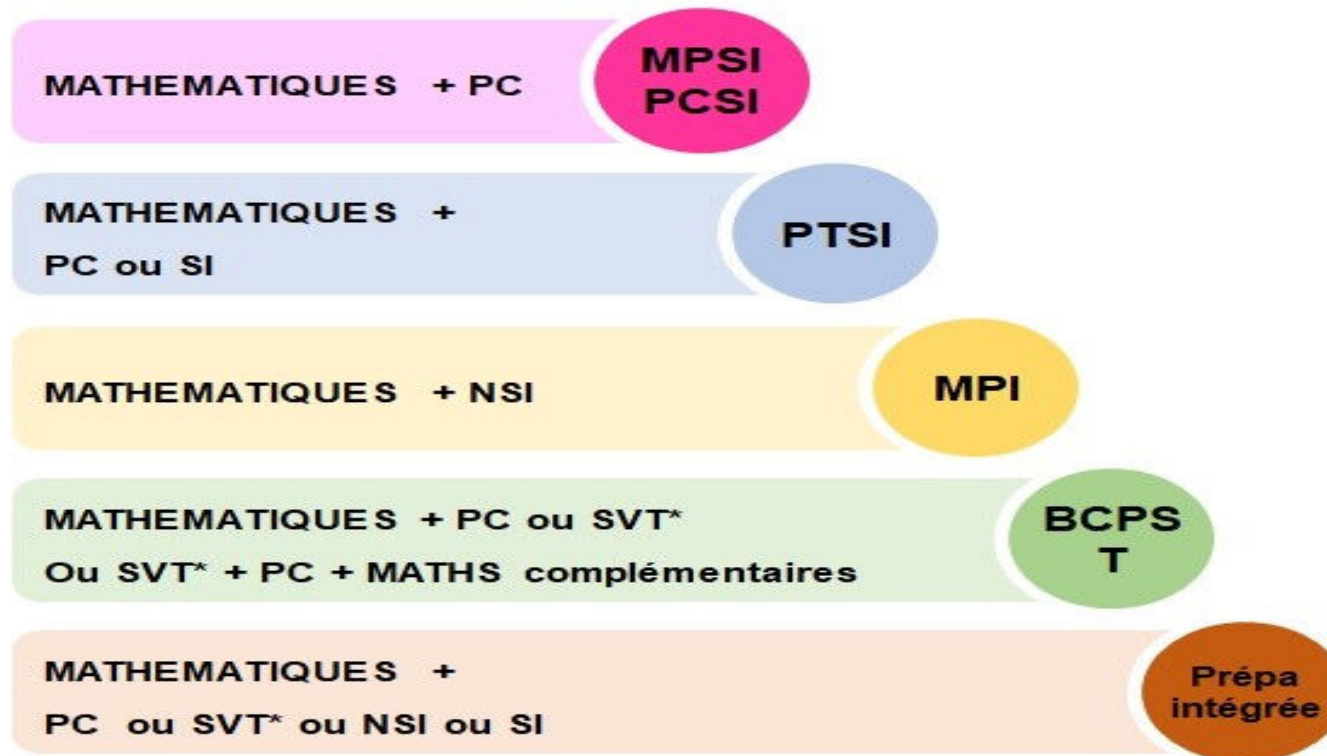 MATHEMATIQUES + PC
MPSI
PCSI
MATHEMATIQUES +
PC ou SI
PTSI
MATHEMATIQUES + NSI
MPI
MATHEMATIQUES + PC ou SVT*
Ou SVT* + PC + MATHS complémentaires
BCPS
T
MATHEMATIQUES +
PC ou SVT* ou NSI ou SI
Prépa
intégrée